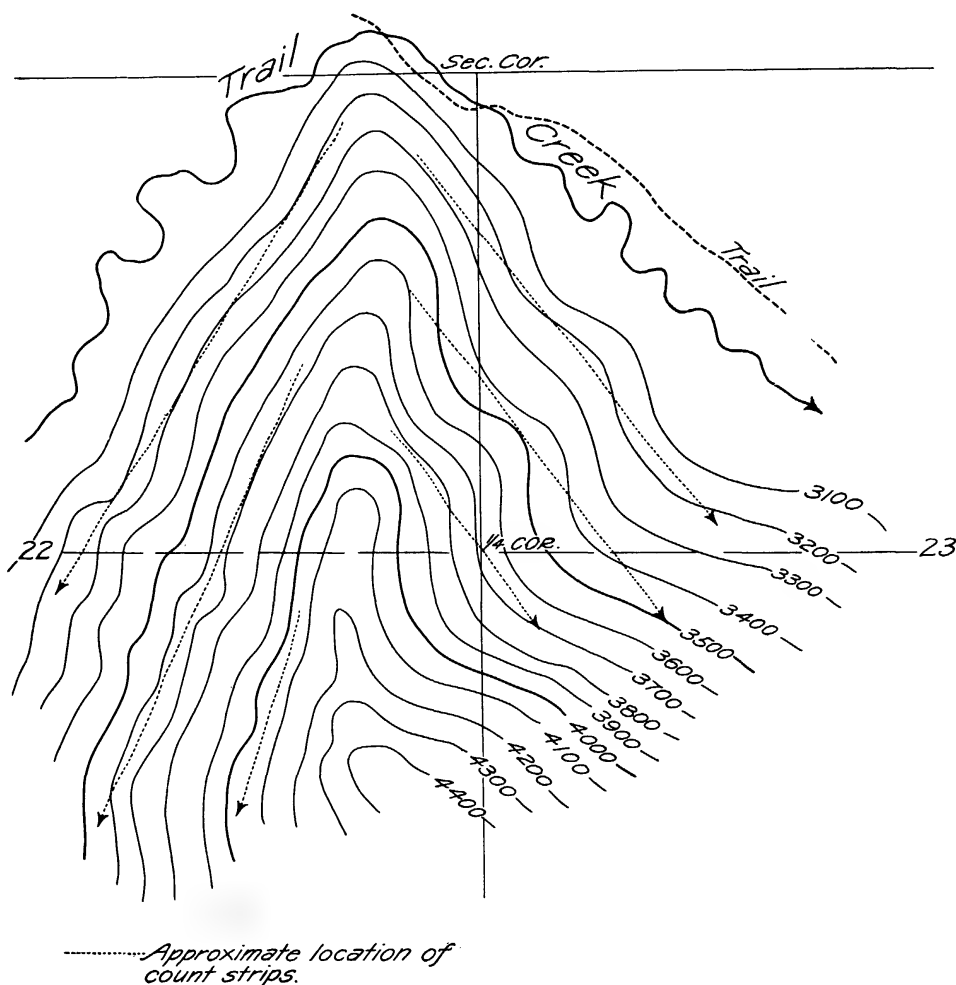 Trail
Sec. Cor.
Creek
Trail
3100
22
1/4 COR.
3200
23
3300
3400
3500
3600
3700
3800
3900
4000
4100
4200
4300
4400
Approximate location of
count strips.